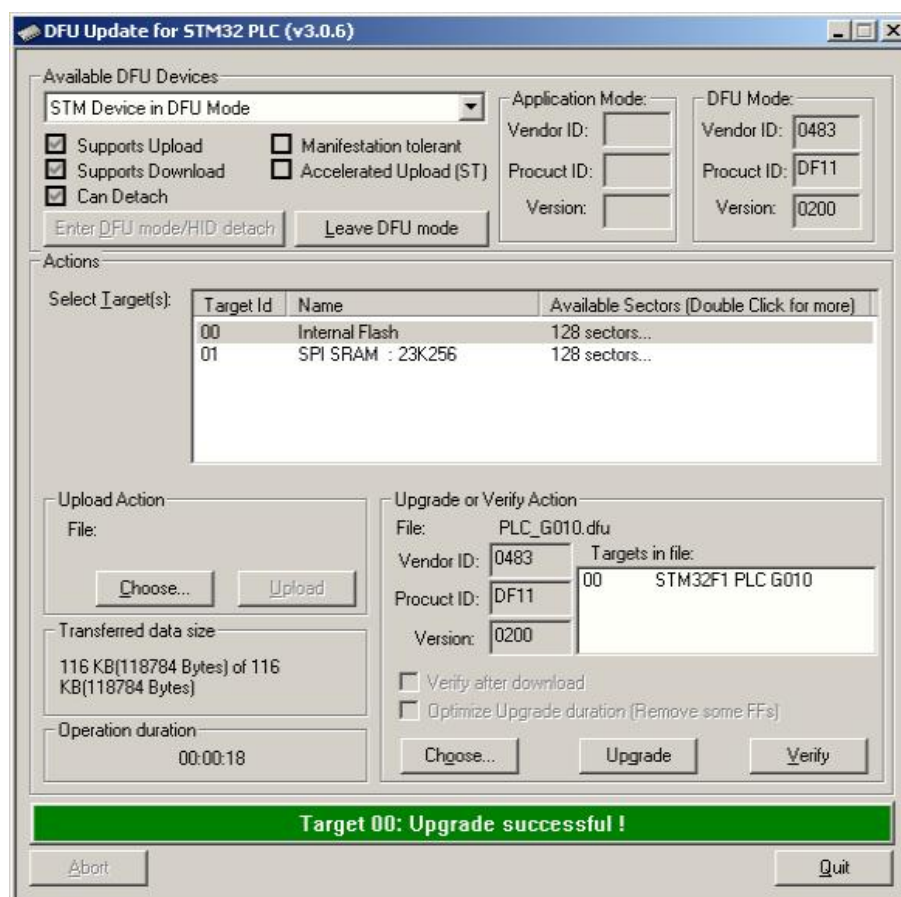 DFU Update for STM32 PLC (v3.0.6)
Available DFU Devices
STM Device in DFU Mode
Supports Upload
Manifestation tolerant
Supports Download
Accelerated Upload (ST)
Can Detach
Enter DFU mode/HID detach
Leave DFU mode
Application Mode:
Vendor ID:
Procuct ID:
Version:
DFU Mode:
Vendor ID: 0483
Procuct ID: DF11
Version: 0200
Actions
Select Target(s):
Target Id Name Available Sectors (Double Click for more)
00 Internal Flash 128 sectors...
01 SPI SRAM : 23K256 128 sectors...
Upload Action
File:
Choose... Upload
Transferred data size
116 KB(118784 Bytes) of 116
KB(118784 Bytes)
Operation duration
00:00:18
Upgrade or Verify Action
File: PLC_G010.dfu
Vendor ID: 0483
Procuct ID: DF11
Version: 0200
Targets in file:
00 STM32F1 PLC G010
Verify after download
Optimize Upgrade duration (Remove some FFs)
Choose... Upgrade Verify
Target 00: Upgrade successful !
Abort Quit